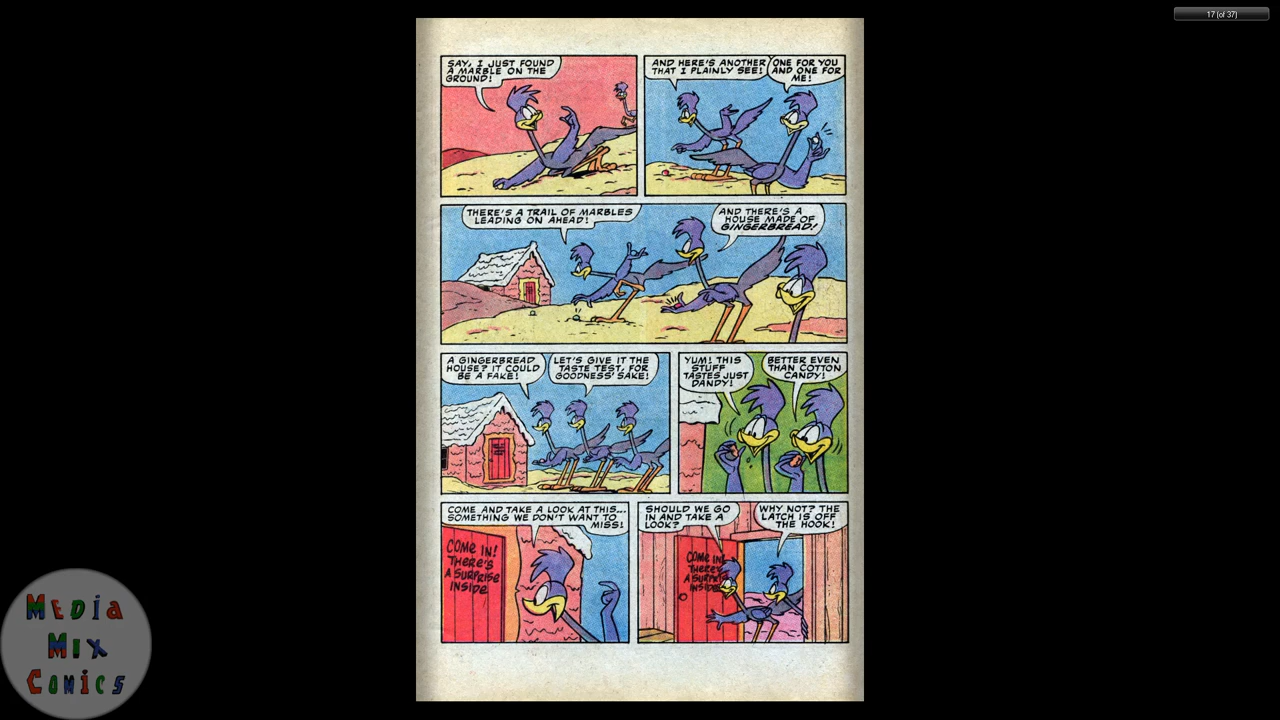 17 (of 37)
SAY, I JUST FOUND
A MARBLE ON THE
GROUND!
AND HERE'S ANOTHER
THAT I PLAINLY SEE!
ONE FOR YOU
AND ONE FOR
ME!
THERE'S A TRAIL OF MARBLES
LEADING ON AHEAD!
AND THERE'S A
HOUSE MADE OF
GINGERBREAD!
A GINGERBREAD
HOUSE? IT COULD
BE A FAKE!
LET'S GIVE IT THE
TASTE TEST, FOR
GOODNESS' SAKE!
YUM! THIS
STUFF
TASTES JUST
DANDY!
BETTER EVEN
THAN COTTON
CANDY!
COME AND TAKE A LOOK AT THIS...
SOMETHING WE DON'T WANT TO
MISS!
COME IN!
THERE'S
A SURPRISE
INSIDE
SHOULD WE GO
IN AND TAKE A
LOOK?
WHY NOT? THE
LATCH IS OFF
THE HOOK!
COME IN!
THERE'S
A SURPRISE
INSIDE
MEDIA
MIX
COMICS